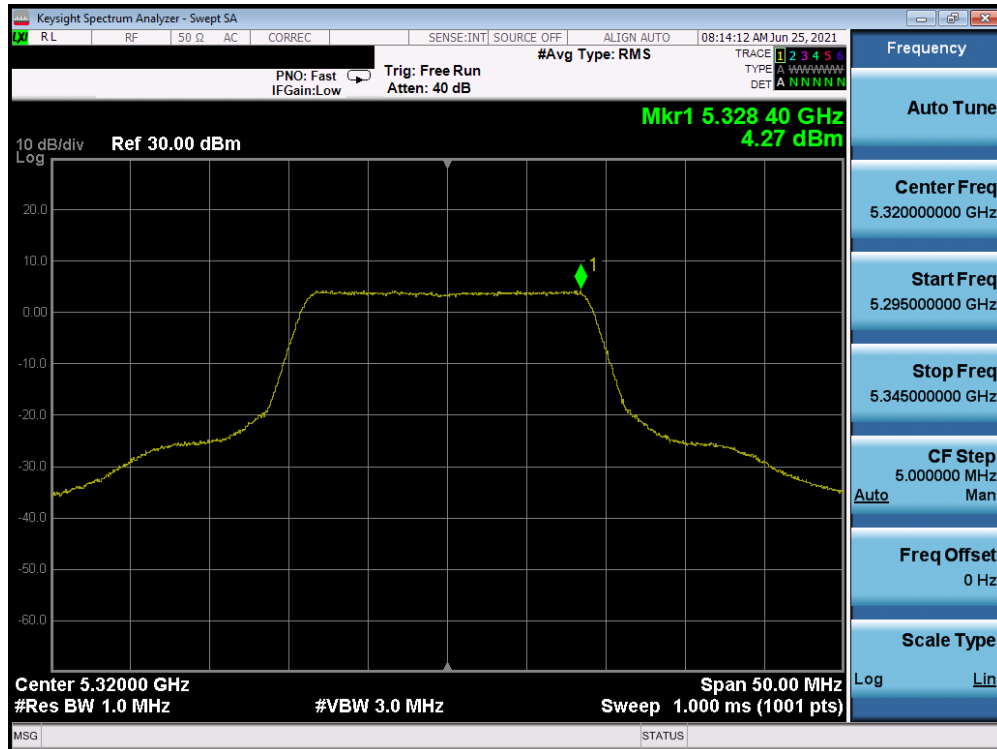 Keysight Spectrum Analyzer - Swept SA
LXI RL RF 50 Ω AC CORREC SENSE:INT SOURCE OFF ALIGN AUTO 08:14:12 AM Jun 25, 2021
#Avg Type: RMS
TRACE 1 2 3 4 5 6
TYPE A WWWWW
DET A N N N N N
PNO: Fast
IFGain:Low
Trig: Free Run
Atten: 40 dB
Mkr1 5.328 40 GHz
4.27 dBm
10 dB/div
Log
Ref 30.00 dBm
20.0
10.0
0.00
-10.0
-20.0
-30.0
-40.0
-50.0
-60.0
1
Center 5.32000 GHz
Span 50.00 MHz
#Res BW 1.0 MHz
#VBW 3.0 MHz
Sweep 1.000 ms (1001 pts)
MSG
STATUS
Frequency
Auto Tune
Center Freq
5.320000000 GHz
Start Freq
5.295000000 GHz
Stop Freq
5.345000000 GHz
CF Step
5.000000 MHz
Auto Man
Freq Offset
0 Hz
Scale Type
Log Lin